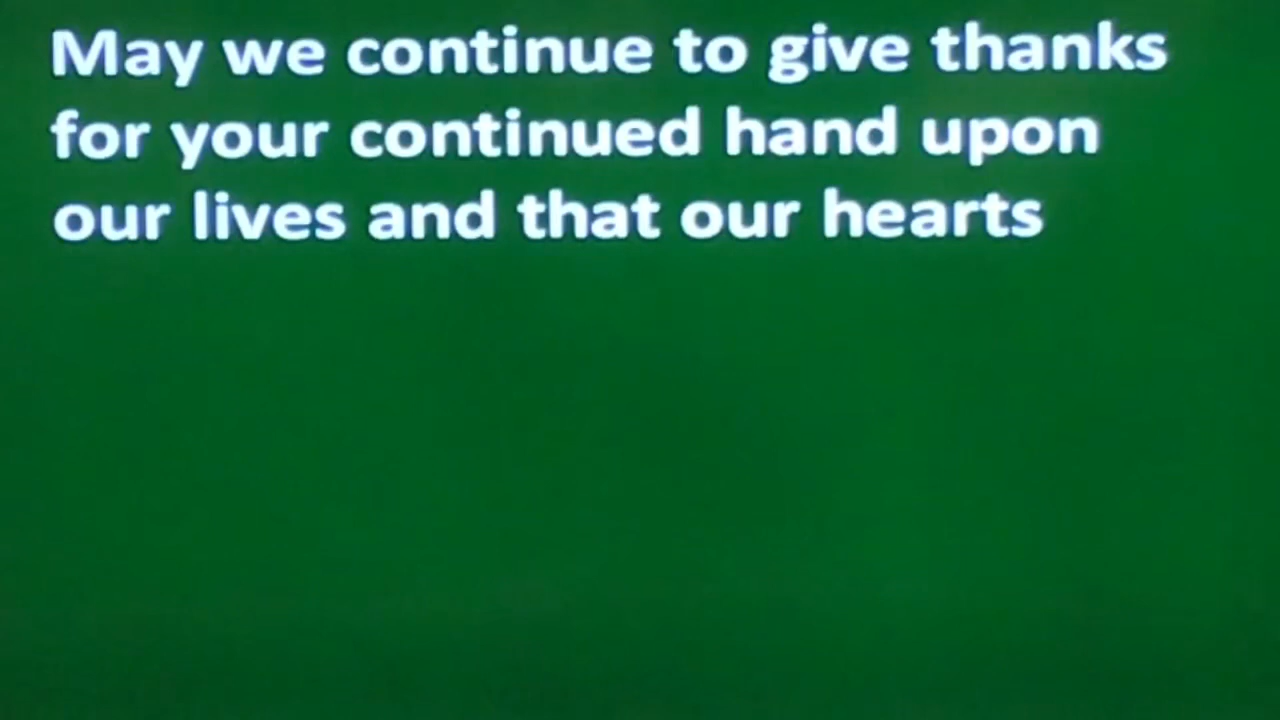 May we continue to give thanks
for your continued hand upon
our lives and that our hearts